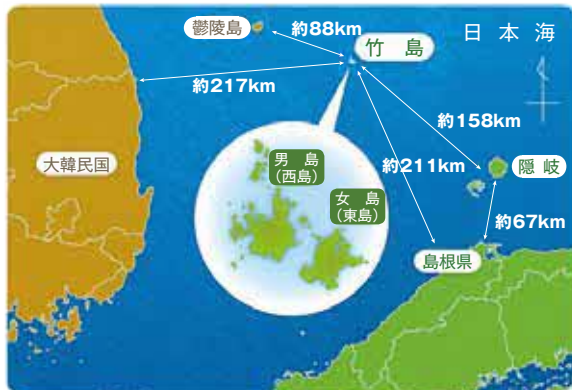 鬱陵島
約88km
竹 島
日 本 海
約217km
約158km
大韓民国
男 島
(西島)
約211km
隠 岐
女 島
(東島)
約67km
島根県